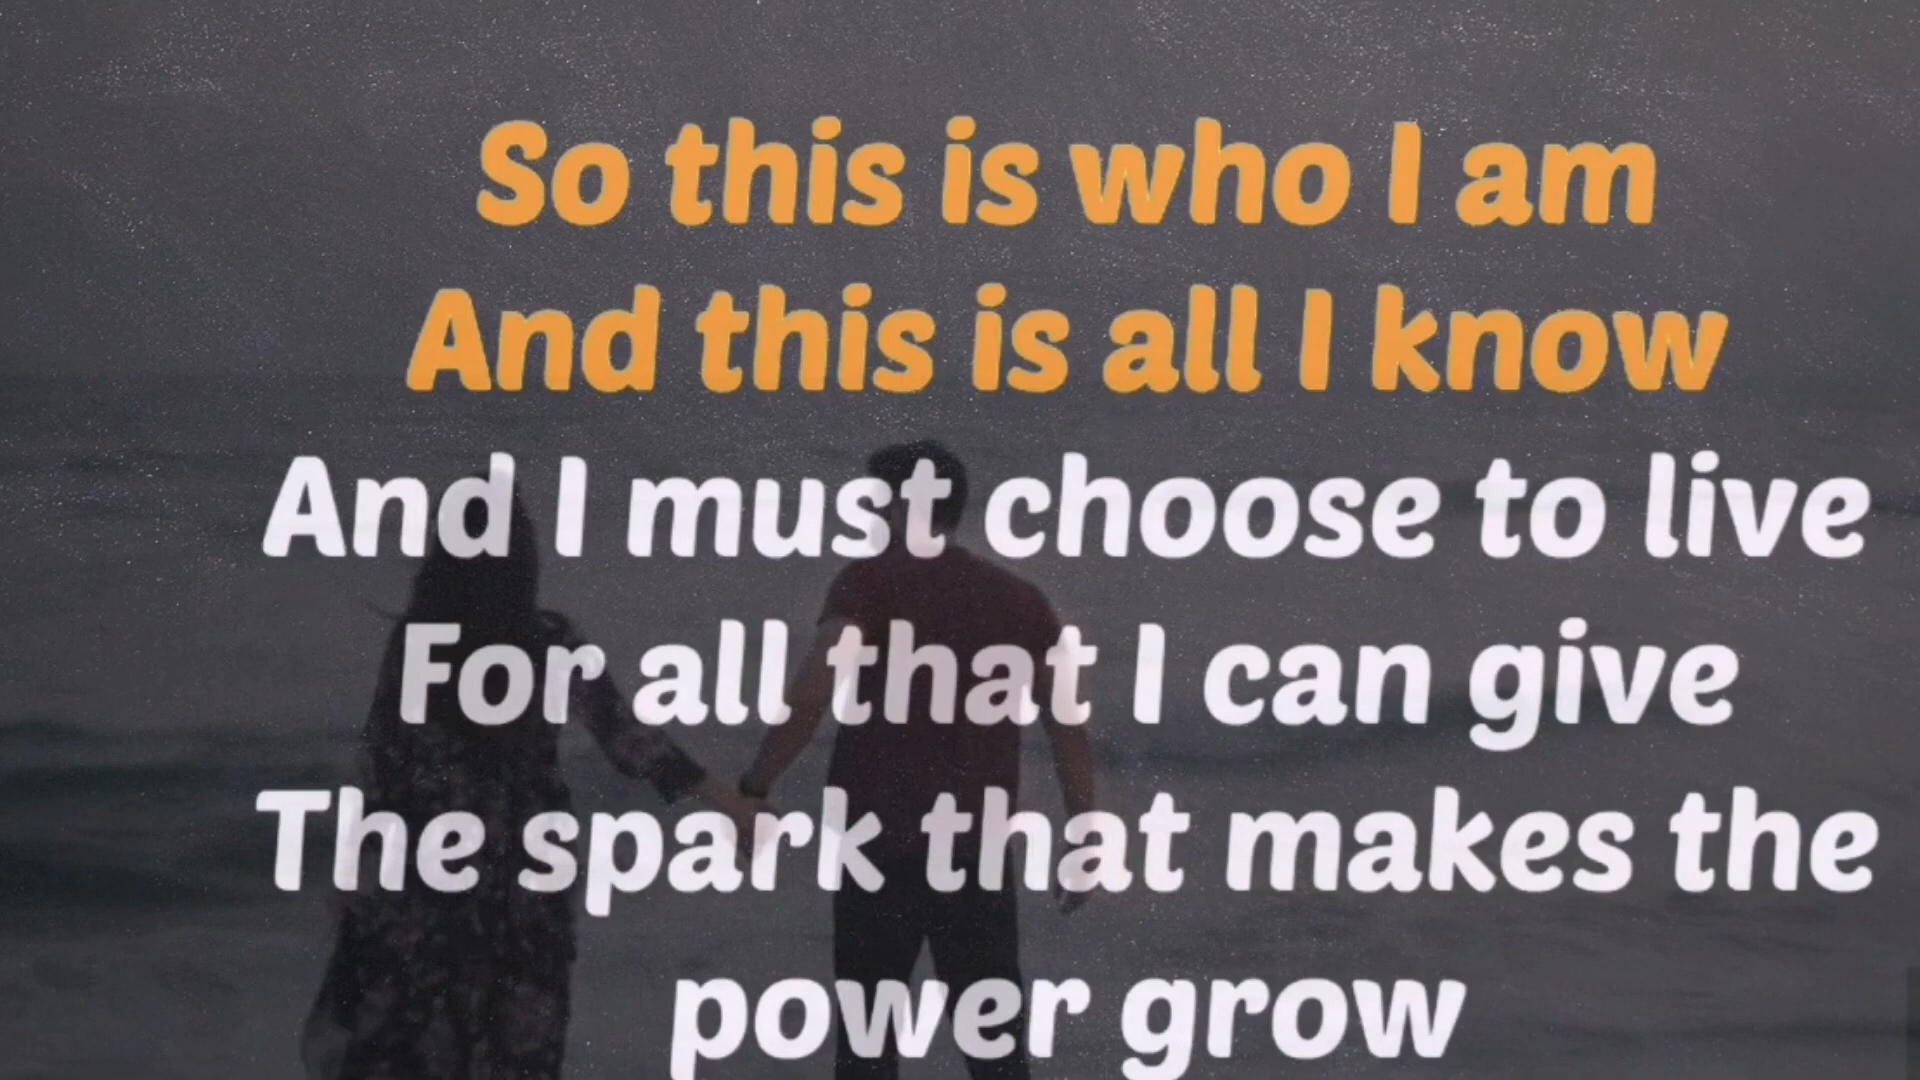 So this is who I am
And this is all I know
And I must choose to live
For all that I can give
The spark that makes the
power grow